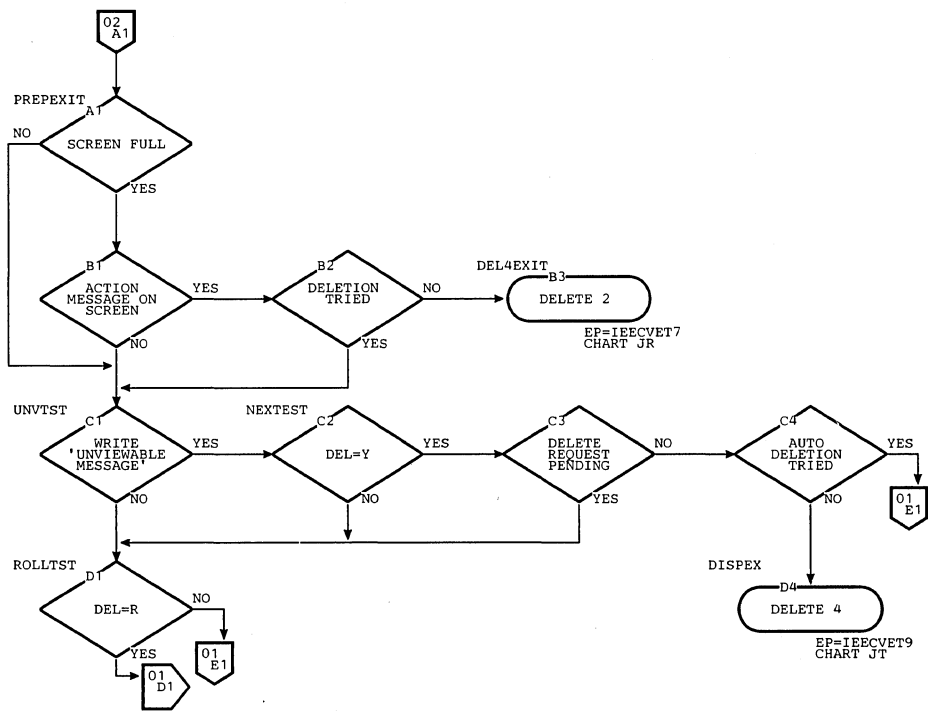 02
A1
PREPEXIT
A1
NO
SCREEN FULL
YES
B1
ACTION
MESSAGE ON
SCREEN
YES
NO
B2
DELETION
TRIED
NO
YES
DEL4EXIT
B3
DELETE 2
EP=IEECVET7
CHART JR
UNVTST
C1
WRITE
'UNVIEWABLE
MESSAGE'
YES
NO
NEXTEST
C2
DEL=Y
YES
NO
C3
DELETE
REQUEST
PENDING
NO
YES
C4
AUTO
DELETION
TRIED
YES
NO
01
E1
ROLLTST
D1
DEL=R
NO
YES
01
E1
01
D1
DISPEX
D4
DELETE 4
EP=IEECVET9
CHART JT